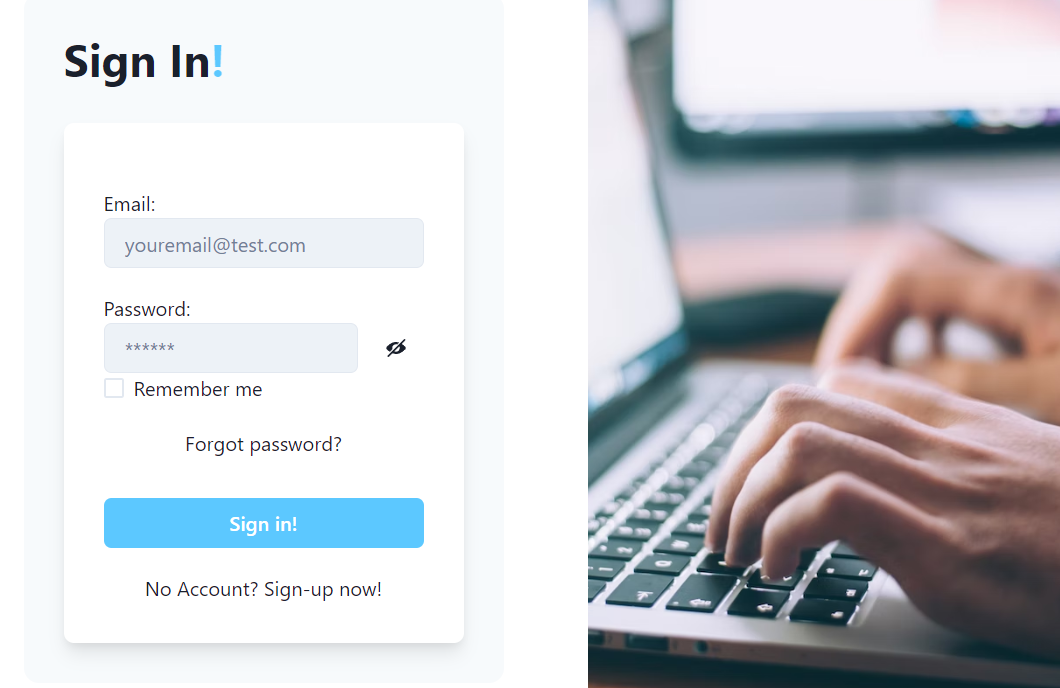 Sign In!
Email:
youremail@test.com
Password:
******
Remember me
Forgot password?
Sign in!
No Account? Sign-up now!